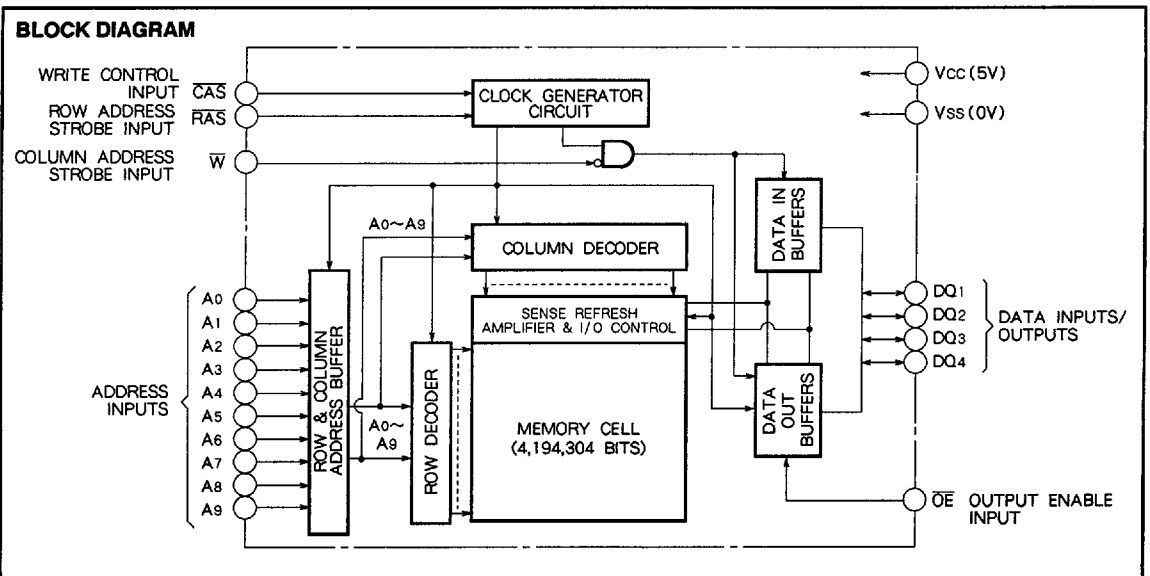 BLOCK DIAGRAM
WRITE CONTROL
INPUT
CAS
ROW ADDRESS
STROBE INPUT
RAS
COLUMN ADDRESS
STROBE INPUT
W
CLOCK GENERATOR
CIRCUIT
VCC (5V)
VSS (0V)
A0~A9
COLUMN DECODER
DATA IN
BUFFERS
SENSE REFRESH
AMPLIFIER & I/O CONTROL
ADDRESS
INPUTS
A0
A1
A2
A3
A4
A5
A6
A7
A8
A9
ROW & COLUMN
ADDRESS BUFFER
A0~
A9
ROW DECODER
MEMORY CELL
(4,194,304 BITS)
DATA
OUT
BUFFERS
DQ1
DQ2
DQ3
DQ4
DATA INPUTS/
OUTPUTS
OE OUTPUT ENABLE
INPUT